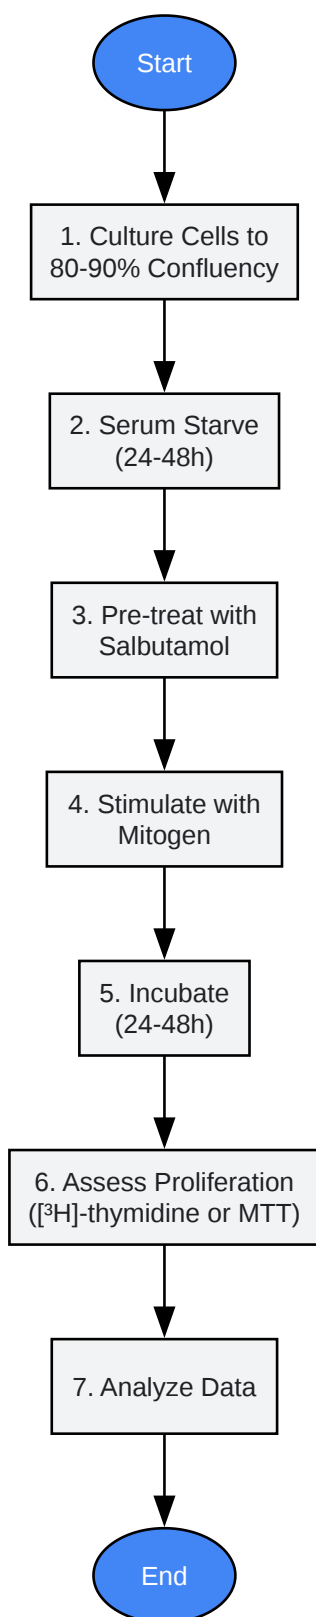 Start
1. Culture Cells to
80-90% Confluency
2. Serum Starve
(24-48h)
3. Pre-treat with
Salbutamol
4. Stimulate with
Mitogen
5. Incubate
(24-48h)
6. Assess Proliferation
([³H]-thymidine or MTT)
7. Analyze Data
End